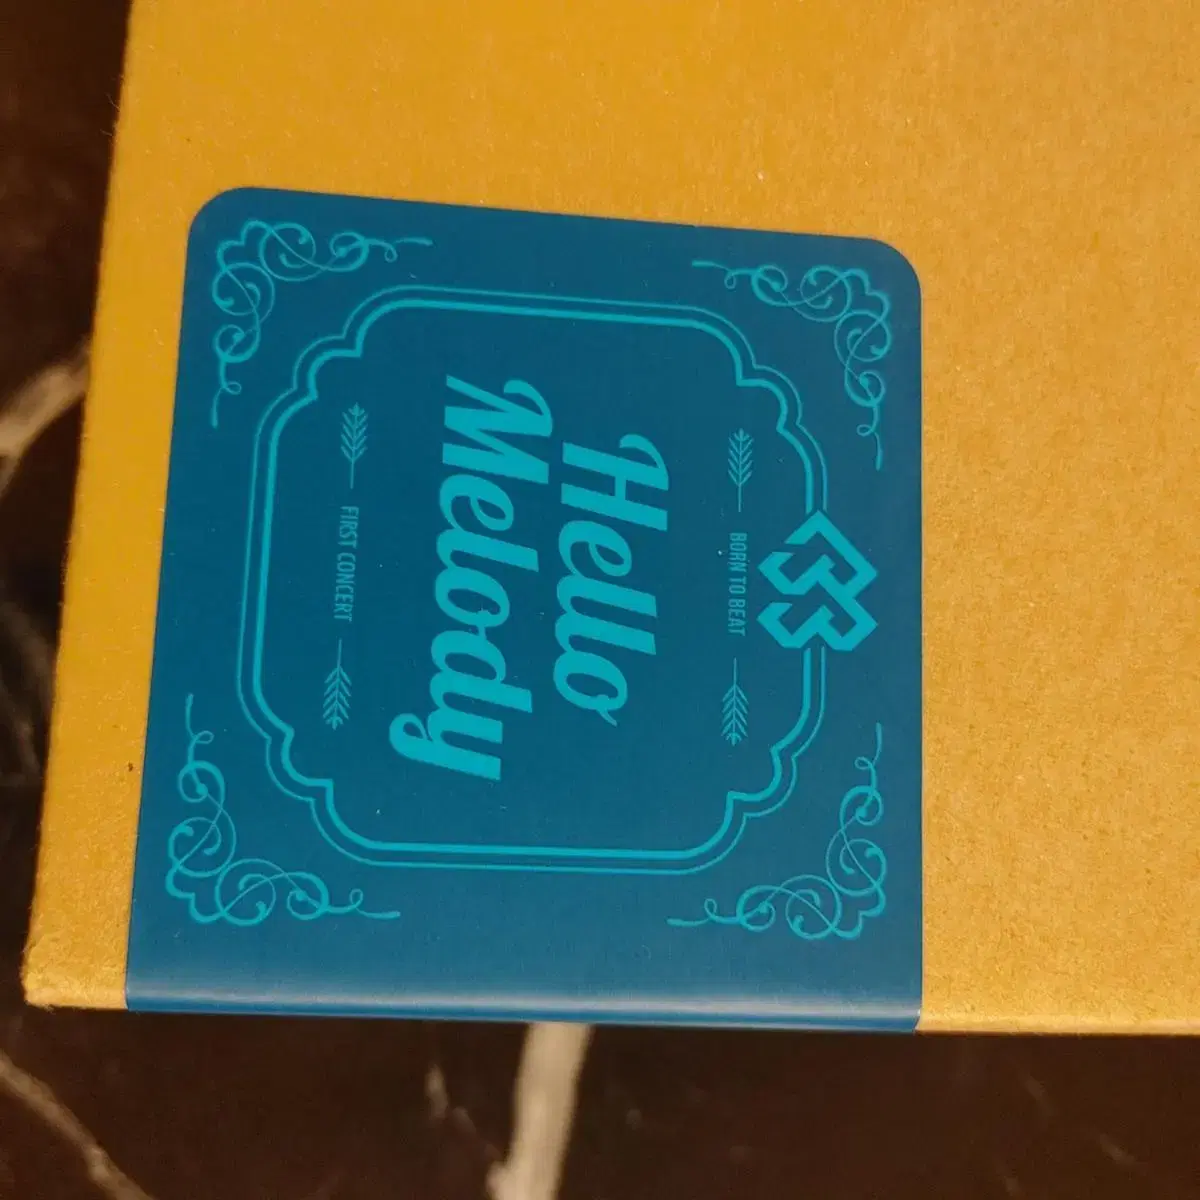 BORN TO BEAT
Hello
Melody
FIRST CONCERT